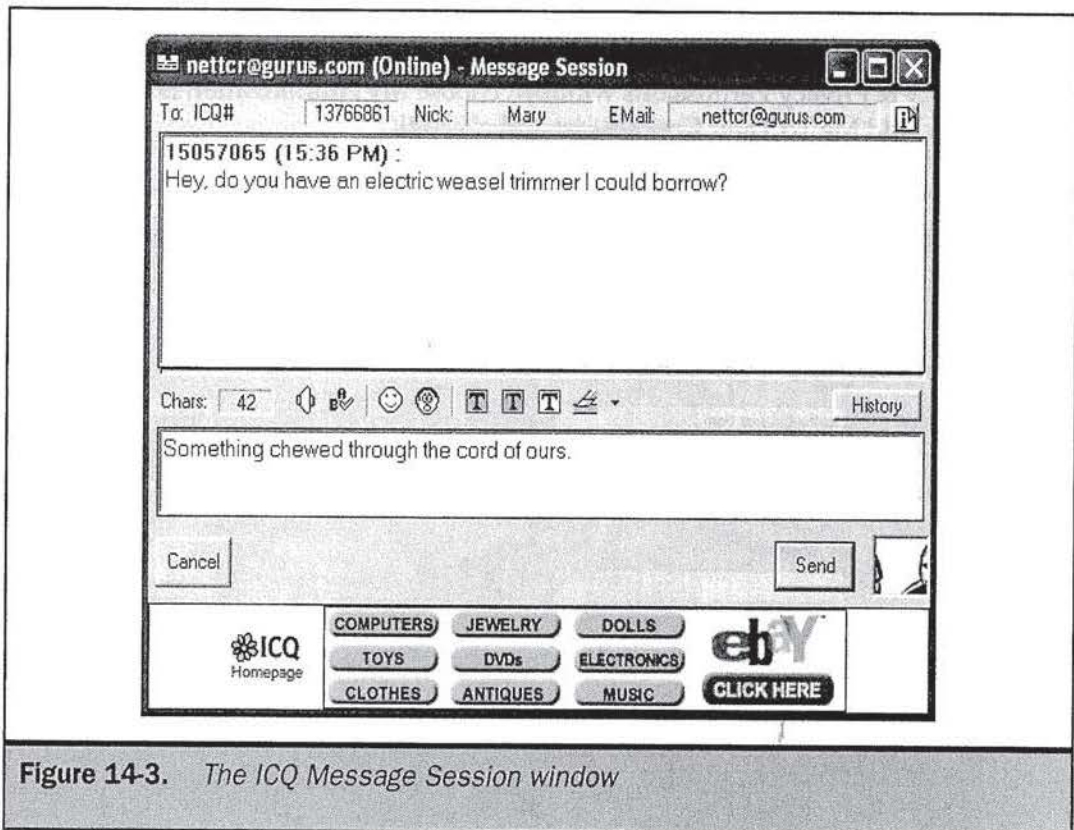 nettcr@gurus.com (Online) - Message Session
To: ICQ# 13766861 Nick: Mary EMail: nettcr@gurus.com
15057065 (15:36 PM) :
Hey, do you have an electric weasel trimmer I could borrow?
Chars: 42 T T T History
Something chewed through the cord of ours.
Cancel Send
ICQ
Homepage
COMPUTERS JEWELRY DOLLS
TOYS DVDs ELECTRONICS
CLOTHES ANTIQUES MUSIC
ebay
CLICK HERE
Figure 14-3. The ICQ Message Session window